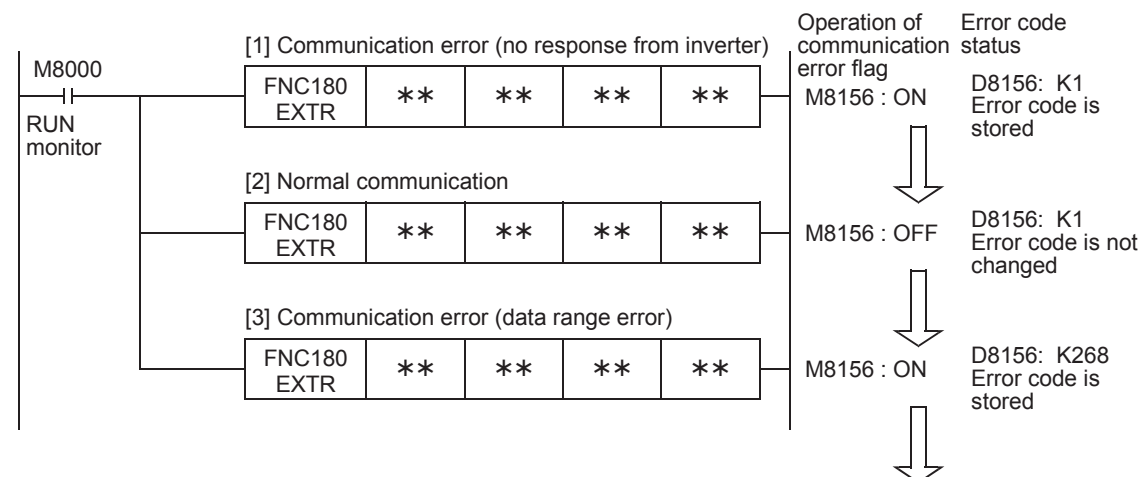 Operation of communication error flag
Error code status
M8000
RUN
monitor
[1] Communication error (no response from inverter)
FNC180
EXTR
** ** ** **
M8156 : ON
D8156: K1
Error code is
stored
[2] Normal communication
FNC180
EXTR
** ** ** **
M8156 : OFF
D8156: K1
Error code is not
changed
[3] Communication error (data range error)
FNC180
EXTR
** ** ** **
M8156 : ON
D8156: K268
Error code is
stored